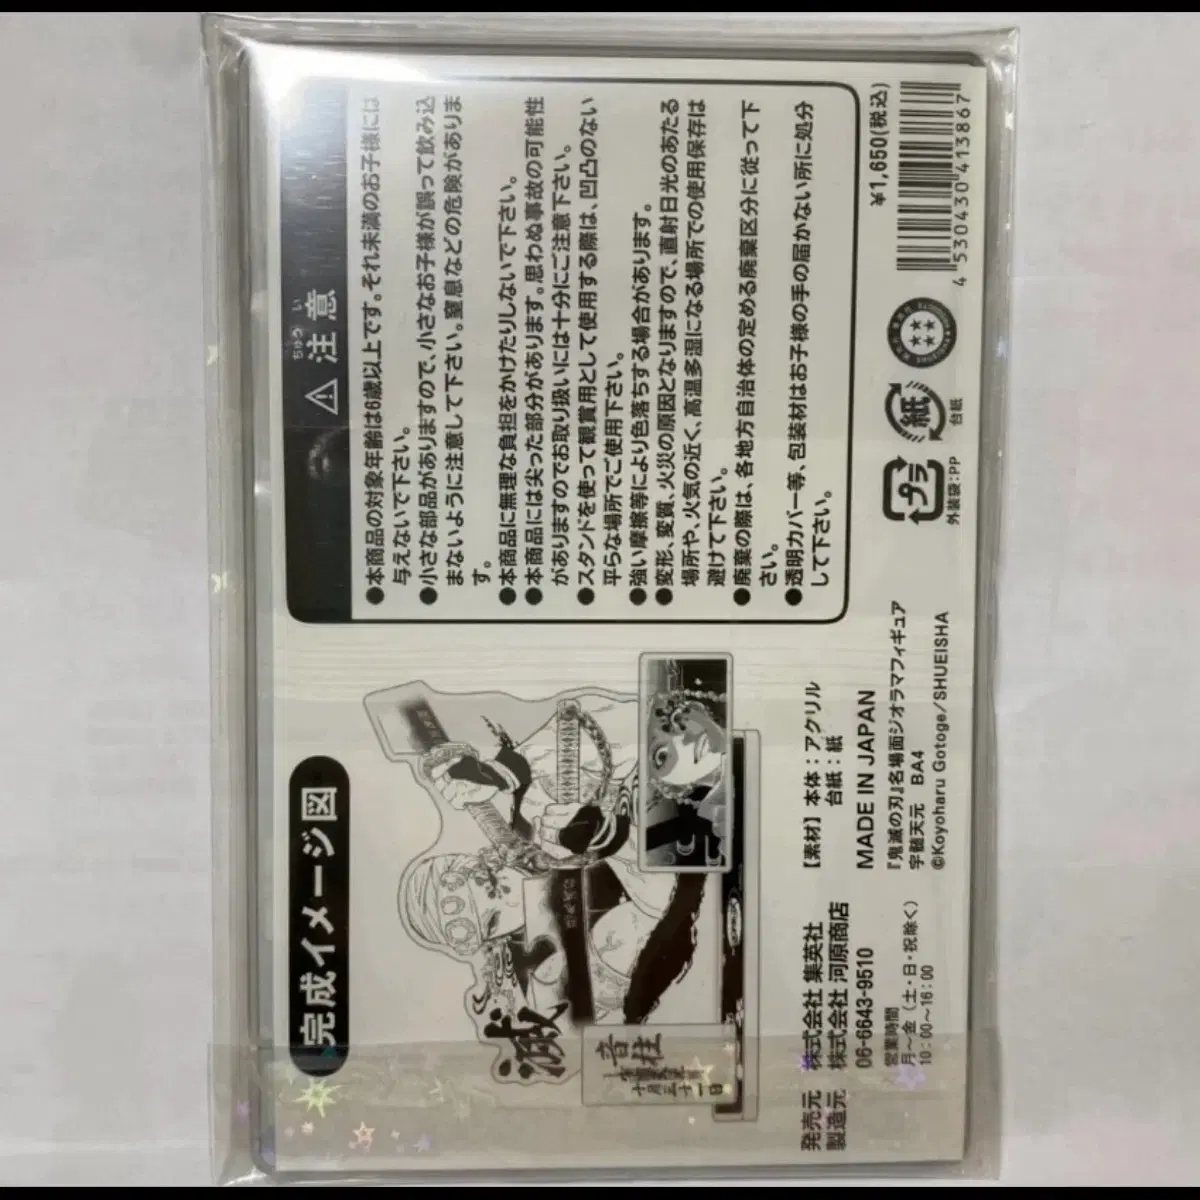 完成イメージ図
滅
音柱
ちゅうい
⚠注意
●本商品の対象年齢は6歳以上です。それ未満のお子様には
与えないで下さい。
●小さな部品がありますので、小さなお子様が誤って飲み込
まないように注意して下さい。窒息などの危険がありま
す。
●本商品に無理な負担をかけたりしないで下さい。
●本商品には尖った部分があります。思わぬ事故の可能性
がありますのでお取り扱いには十分にご注意下さい。
●スタンドを使って観賞用として使用する際は、凹凸のない
平らな場所でご使用下さい。
●強い摩擦等により色落ちする場合があります。
●変形、変質、火災の原因となりますので、直射日光のあたる
場所や、火気の近く、高温多湿になる場所での使用保存は
避けて下さい。
●廃棄の際は、各地方自治体の定める廃棄区分に従って下
さい。
●透明カバー等、包装材はお子様の手の届かない所に処分
して下さい。
発売元 株式会社 集英社
製造元 株式会社 河原商店
06-6643-9510
営業時間
月～金（土・日・祝除く）
10：00～16：00
【素材】本体：アクリル
台紙：紙
MADE IN JAPAN
『鬼滅の刃』名場面ジオラマフィギュア
宇髄天元 BA4
©Koyoharu Gotoge/SHUEISHA
プラ
外装袋:PP
紙
台紙
¥1,650(税込)
4 530430 413867